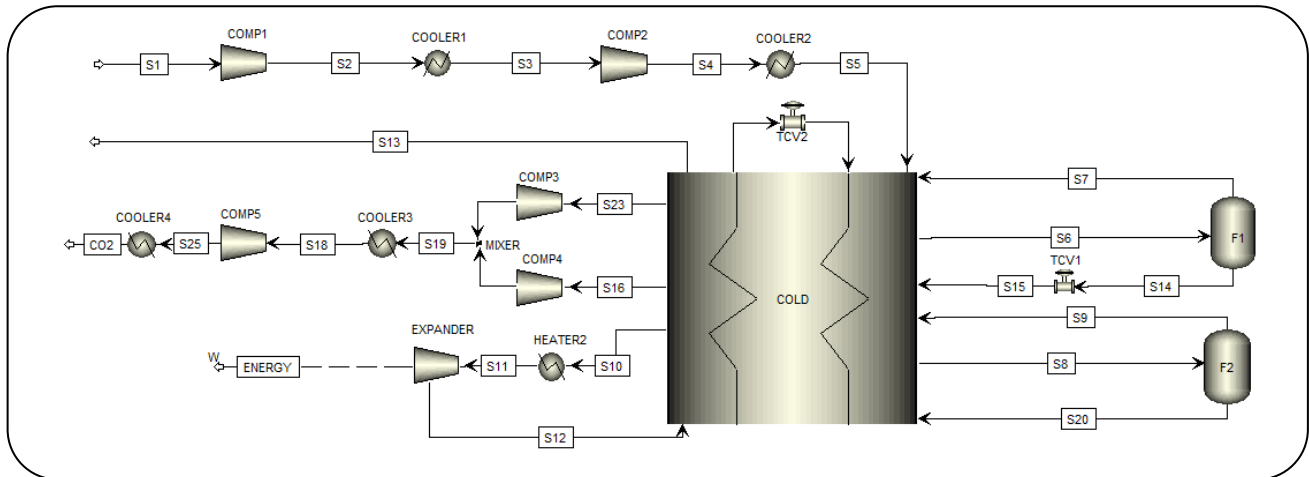 COMP1
COOLER1
COMP2
COOLER2
S1
S2
S3
S4
S5
TCV2
S13
COMP3
S7
S23
COOLER4
COMP5
COOLER3
S6
F1
CO2
S25
S18
S19
MIXER
TCV1
COMP4
S16
S15
S14
COLD
S9
EXPANDER
HEATER2
W
ENERGY
S11
S10
S8
F2
S12
S20